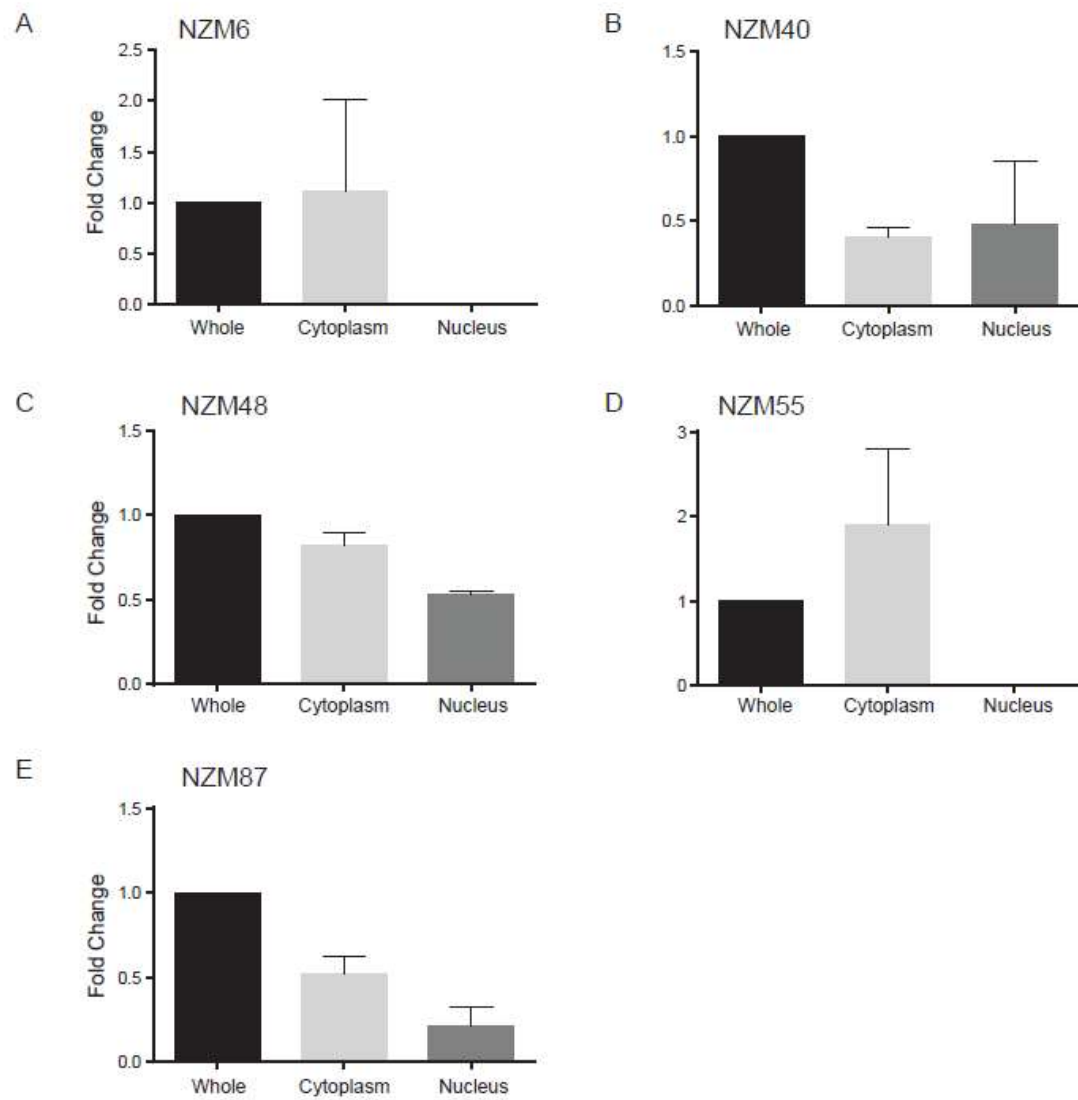 A
NZM6
2.5
2.0
1.5
1.0
0.5
0.0
Fold Change
Whole Cytoplasm Nucleus
B
NZM40
1.5
1.0
0.5
0.0
Whole Cytoplasm Nucleus
C
NZM48
1.5
1.0
0.5
0.0
Fold Change
Whole Cytoplasm Nucleus
D
NZM55
3
2
1
0
Whole Cytoplasm Nucleus
E
NZM87
1.5
1.0
0.5
0.0
Fold Change
Whole Cytoplasm Nucleus